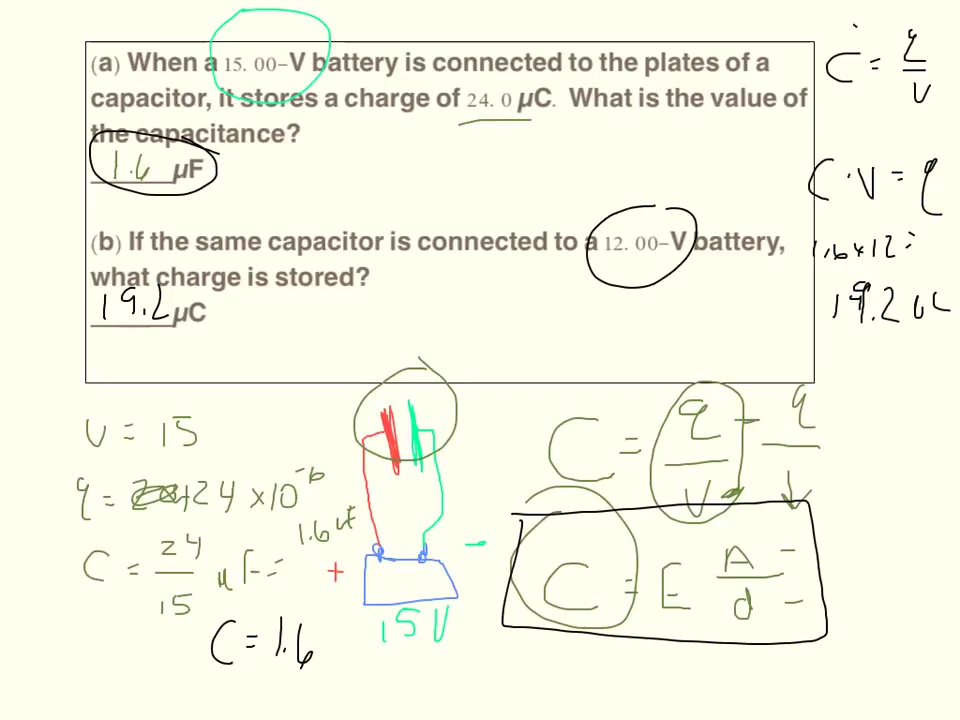 (a) When a 15. 00-V battery is connected to the plates of a
capacitor, it stores a charge of 24. 0 µC. What is the value of
the capacitance?
1.6 µF
(b) If the same capacitor is connected to a 12. 00-V battery,
what charge is stored?
19.2 µC
C = q/V
C · V = q
1.6 x 12 =
19.2 uC
V = 15
q = 24 x 10^-6
C = 24/15 µF = 1.6 uF
C = 1.6
+ -
15 V
C = q/V = q/↓
C = E A/d